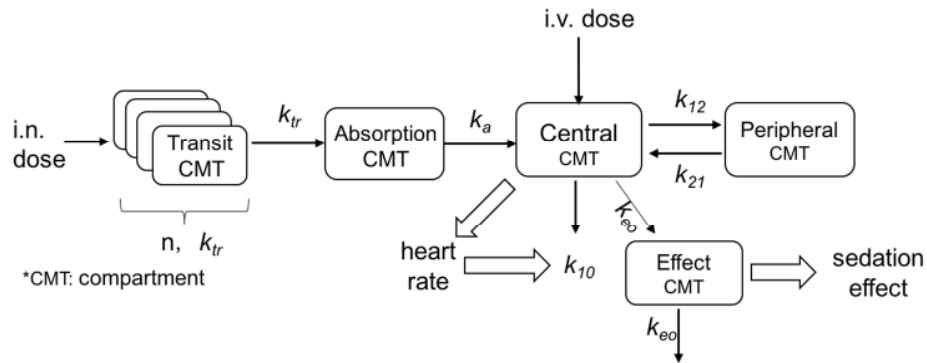 i.v. dose
i.n.
dose
Transit
CMT
k_tr
Absorption
CMT
k_a
Central
CMT
k_12
k_21
Peripheral
CMT
n, k_tr
*CMT: compartment
heart
rate
k_10
k_eo
Effect
CMT
sedation
effect
k_eo